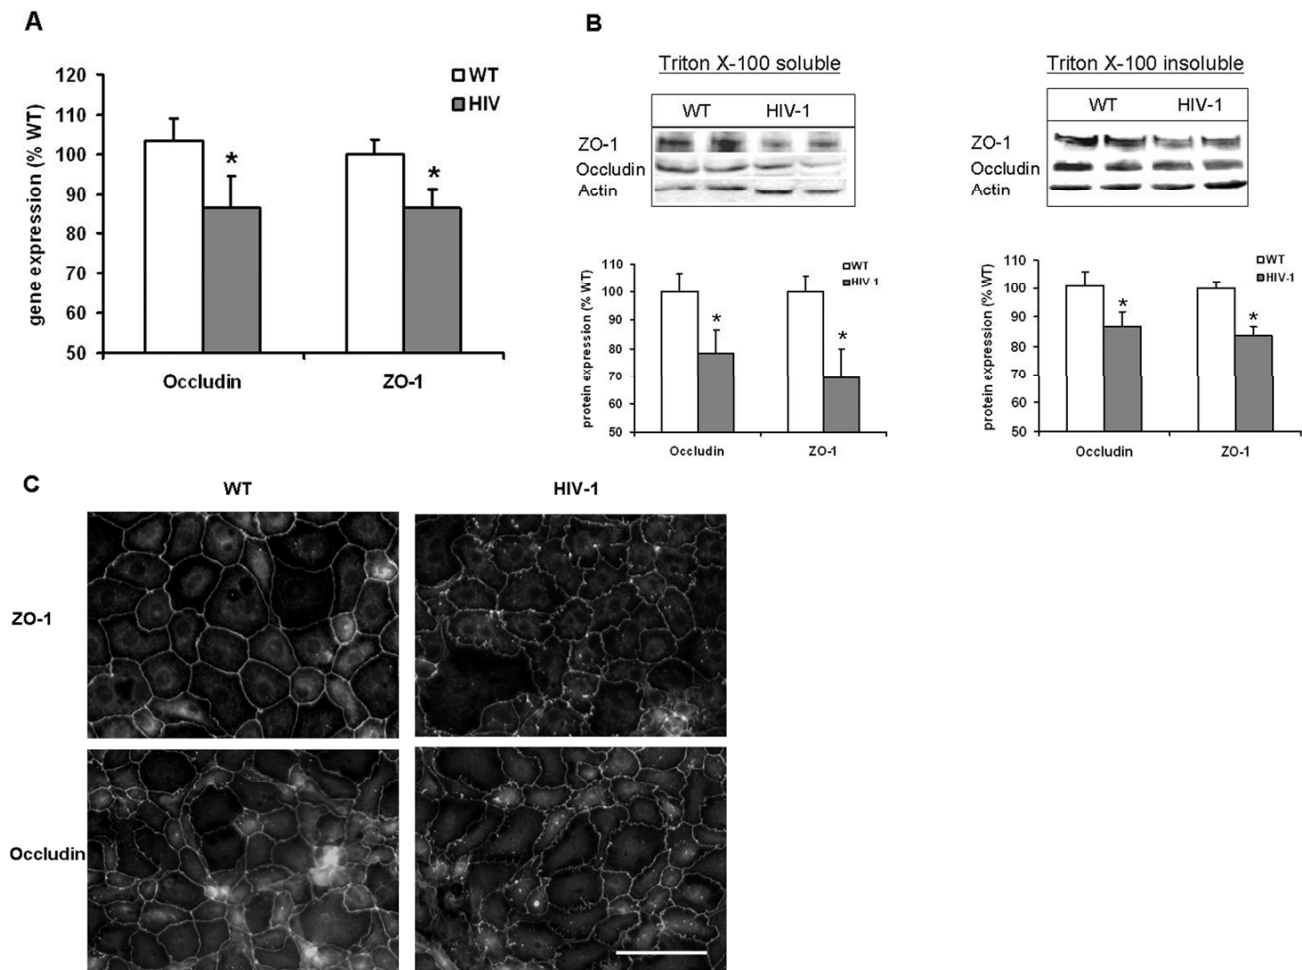 A
gene expression (% WT)
120
110
100
90
80
70
60
50
WT
HIV
*
*
Occludin
ZO-1
B
Triton X-100 soluble
WT
HIV-1
ZO-1
Occludin
Actin
protein expression (% WT)
110
100
90
80
70
60
50
WT
HIV-1
*
*
Occludin
ZO-1
Triton X-100 insoluble
WT
HIV-1
ZO-1
Occludin
Actin
protein expression (% WT)
110
100
90
80
70
60
50
WT
HIV-1
*
*
Occludin
ZO-1
C
WT
HIV-1
ZO-1
Occludin